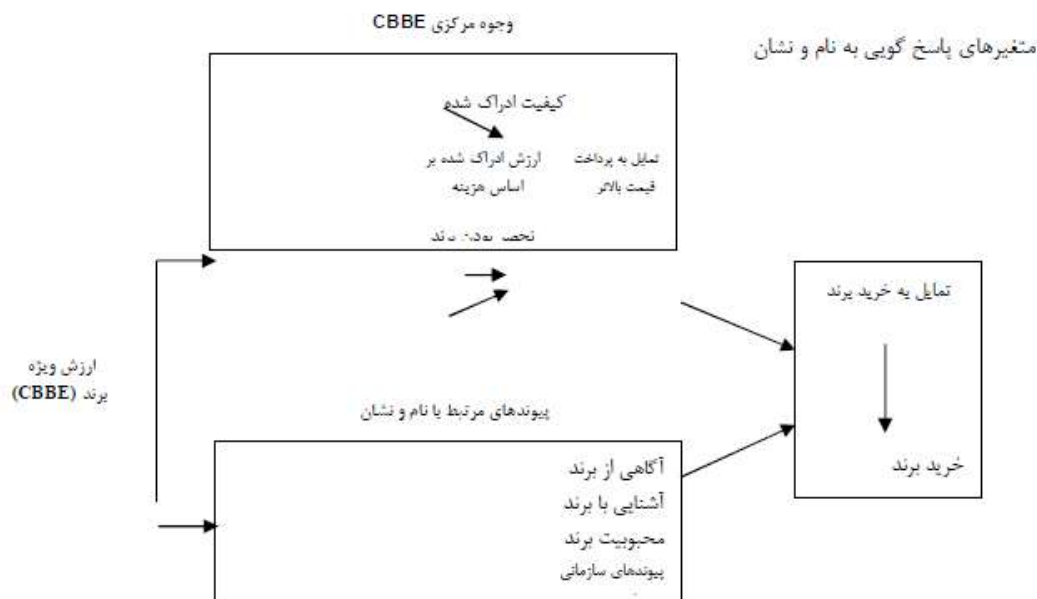 وجوه مرکزی CBBE
متغیرهای پاسخ گویی به نام و نشان
کیفیت ادراک شده
ارزش ادراک شده بر
اساس هزینه
تمایل به پرداخت
قیمت بالاتر
بودن برند
تمایل به خرید برند
خرید برند
ارزش ویژه
برند (CBBE)
پیوندهای مرتبط با نام و نشان
آگاهی از برند
آشنایی با برند
محبوبیت برند
پیوندهای سازمانی